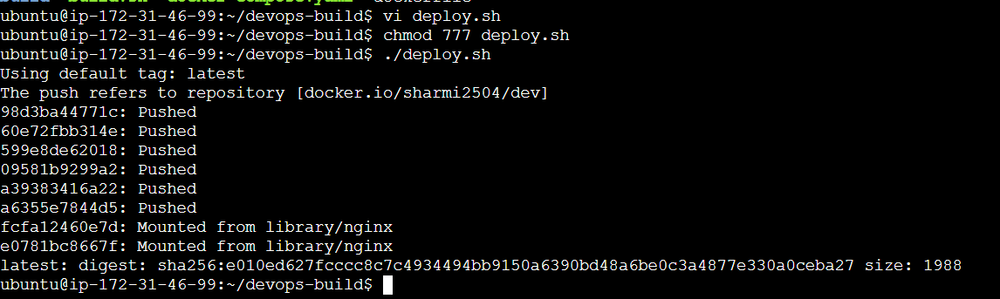 ubuntu@ip-172-31-46-99:~/devops-build$ vi deploy.sh
ubuntu@ip-172-31-46-99:~/devops-build$ chmod 777 deploy.sh
ubuntu@ip-172-31-46-99:~/devops-build$ ./deploy.sh
Using default tag: latest
The push refers to repository [docker.io/sharmi2504/dev]
98d3ba44771c: Pushed
60e72fbb314e: Pushed
599e8de62018: Pushed
09581b9299a2: Pushed
a39383416a22: Pushed
a6355e7844d5: Pushed
fcfa12460e7d: Mounted from library/nginx
e0781bc8667f: Mounted from library/nginx
latest: digest: sha256:e010ed627fcccc8c7c4934494bb9150a6390bd48a6be0c3a4877e330a0ceba27 size: 1988
ubuntu@ip-172-31-46-99:~/devops-build$